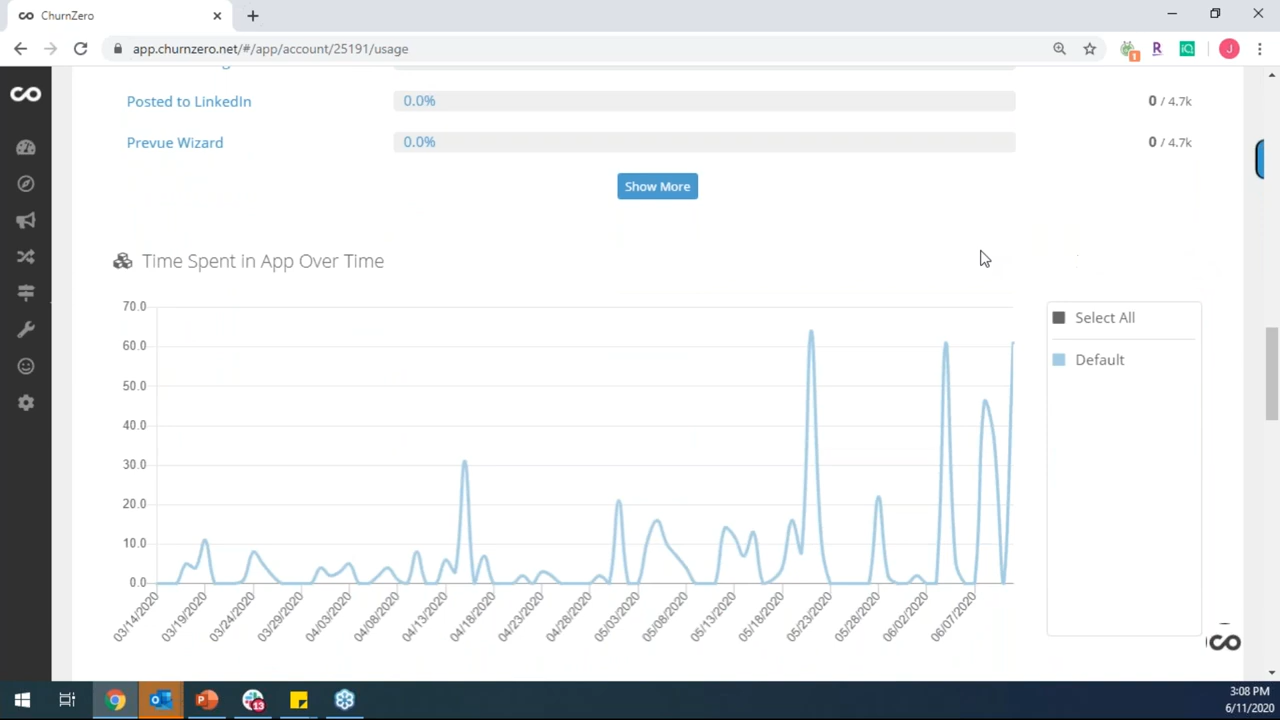 ChurnZero
app.churnzero.net/#/app/account/25191/usage
1
R
iQ
J
Posted to LinkedIn 0.0% 0 / 4.7k
Prevue Wizard 0.0% 0 / 4.7k
Show More
Time Spent in App Over Time
70.0
60.0
50.0
40.0
30.0
20.0
10.0
0.0
03/14/2020 03/19/2020 03/24/2020 03/29/2020 04/03/2020 04/08/2020 04/13/2020 04/18/2020 04/23/2020 04/28/2020 05/03/2020 05/08/2020 05/13/2020 05/18/2020 05/23/2020 05/28/2020 06/02/2020 06/07/2020
Select All
Default
13
3:08 PM
6/11/2020